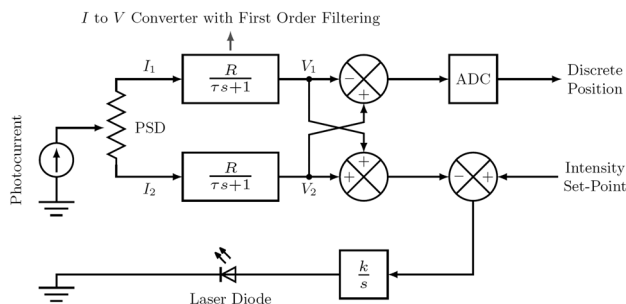 I to V Converter with First Order Filtering
I₁
R
τs+1
V₁
−
+
ADC
Discrete
Position
Photocurrent
PSD
I₂
R
τs+1
V₂
+
+
−
+
Intensity
Set-Point
k
s
Laser Diode